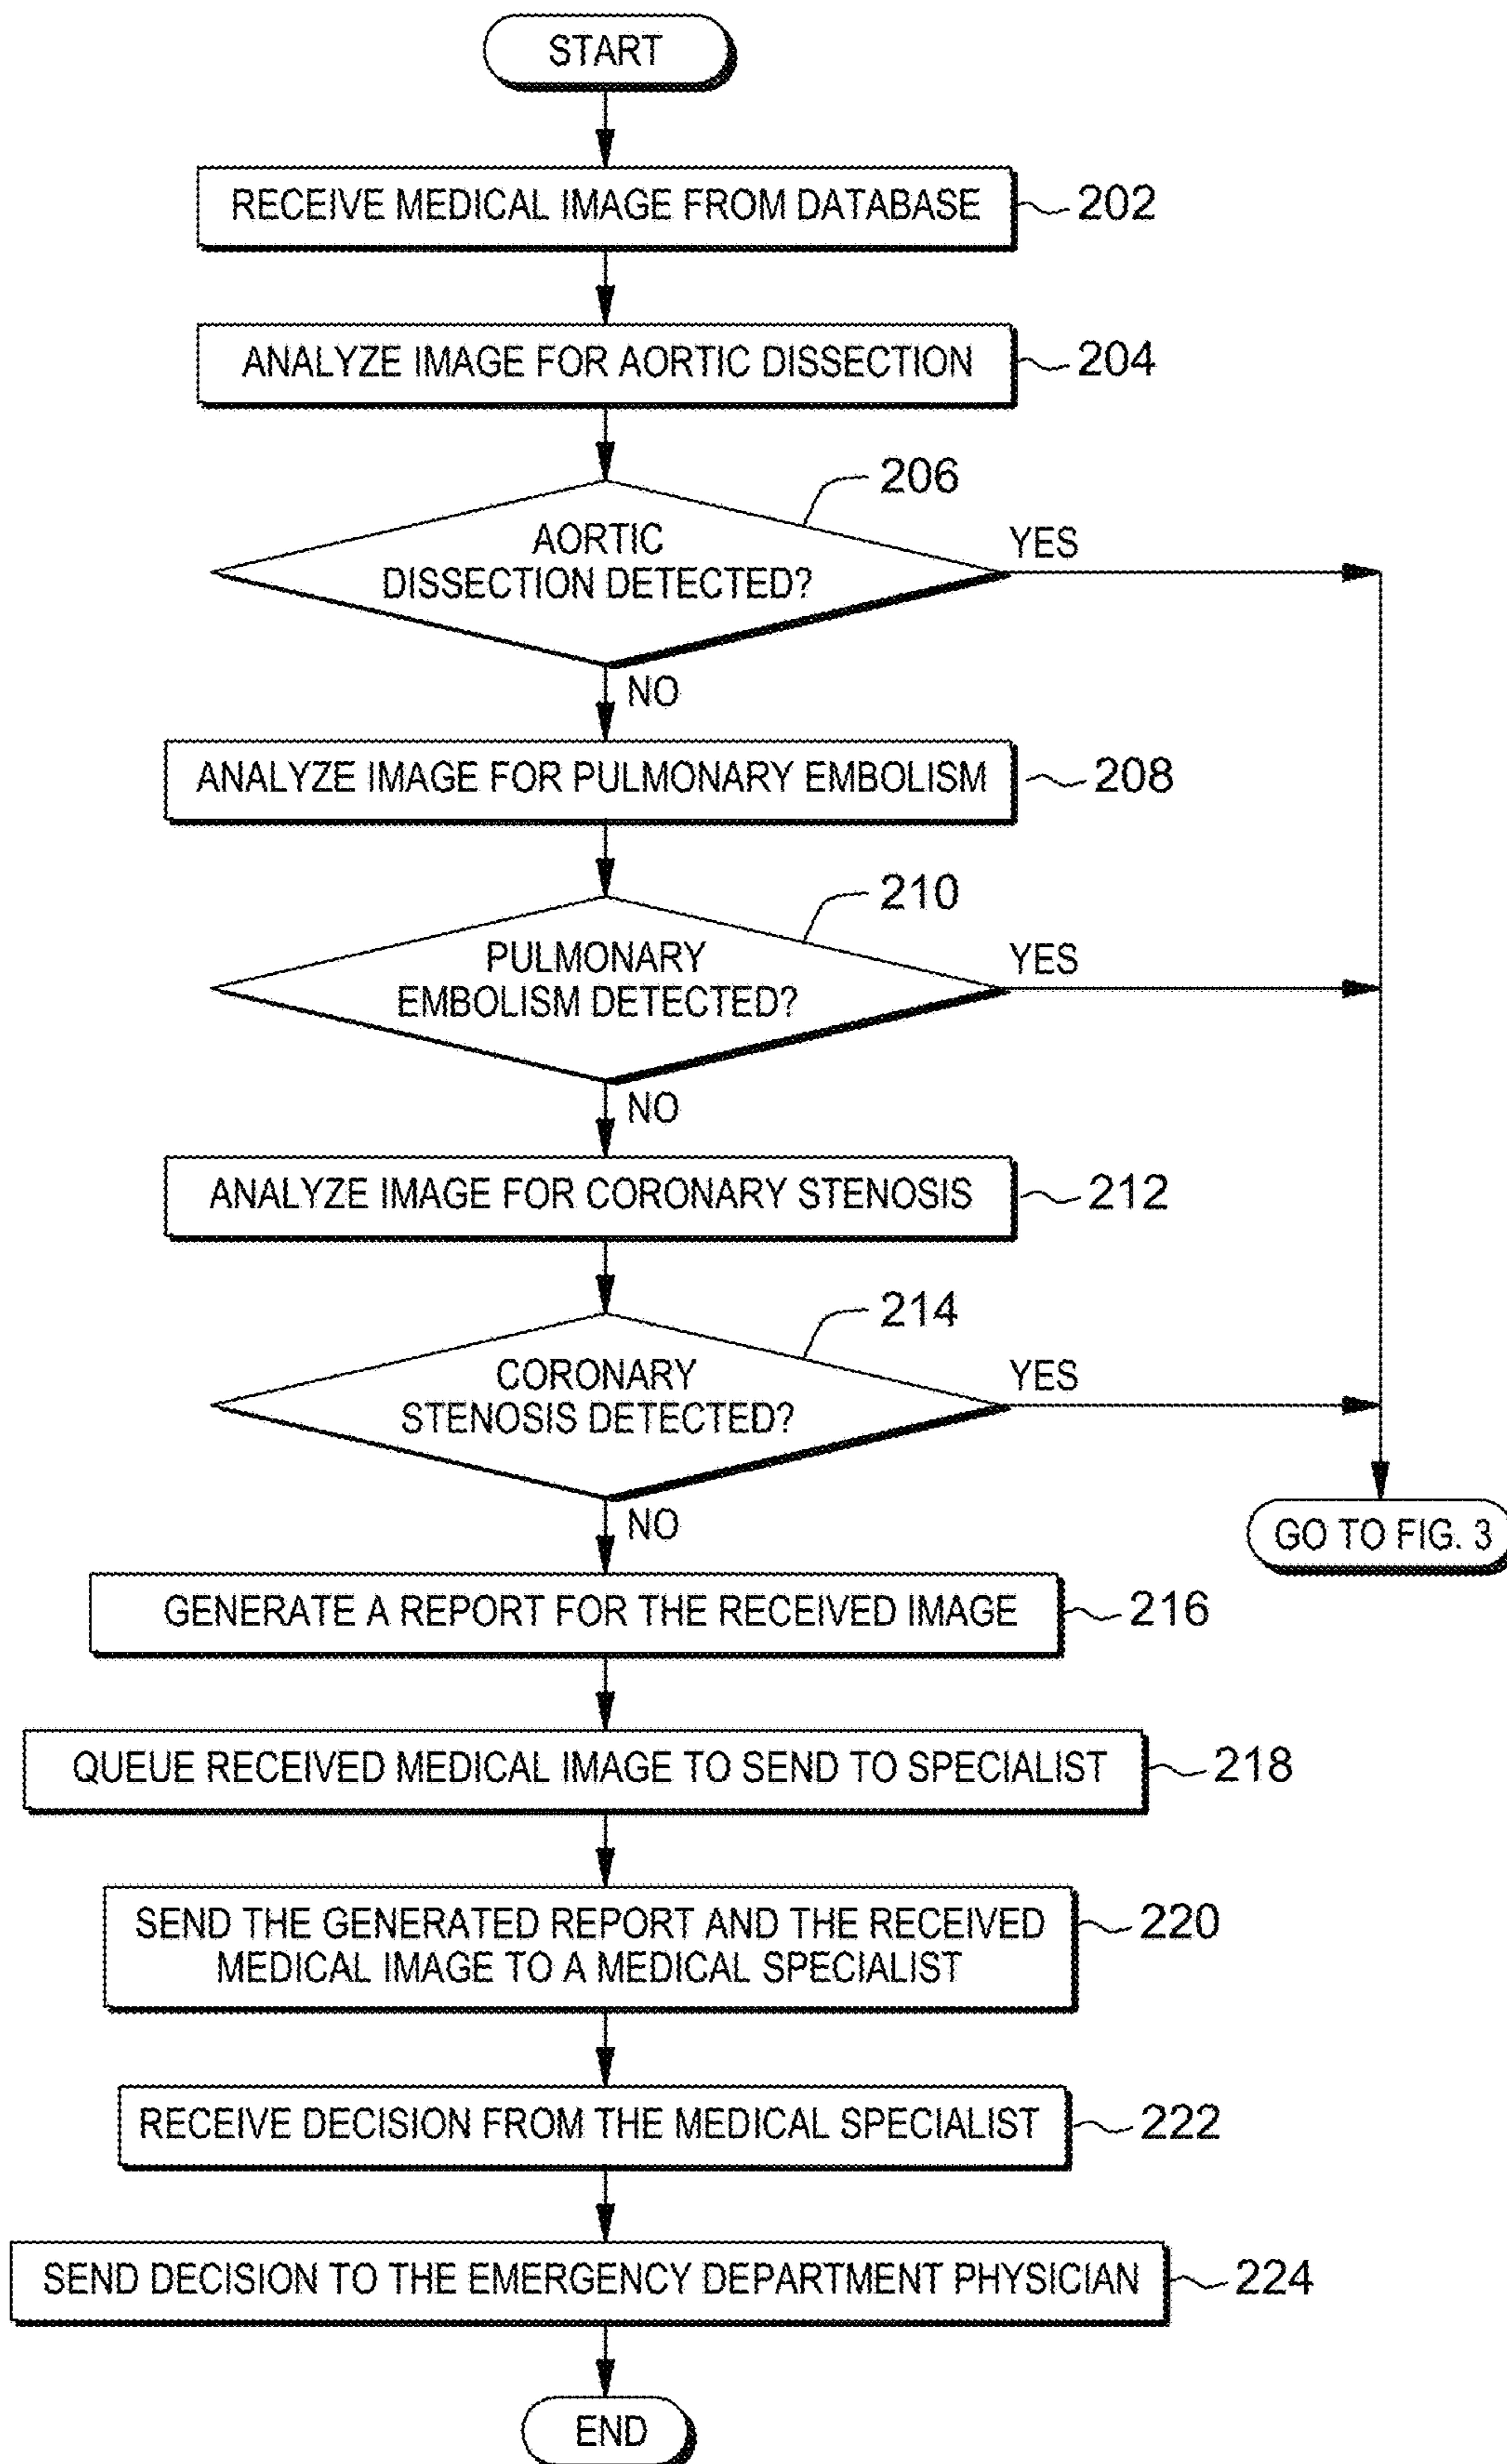 START
RECEIVE MEDICAL IMAGE FROM DATABASE
202
ANALYZE IMAGE FOR AORTIC DISSECTION
204
206
AORTIC
DISSECTION DETECTED?
YES
NO
ANALYZE IMAGE FOR PULMONARY EMBOLISM
208
210
PULMONARY
EMBOLISM DETECTED?
YES
NO
ANALYZE IMAGE FOR CORONARY STENOSIS
212
214
CORONARY
STENOSIS DETECTED?
YES
NO
GO TO FIG. 3
GENERATE A REPORT FOR THE RECEIVED IMAGE
216
QUEUE RECEIVED MEDICAL IMAGE TO SEND TO SPECIALIST
218
SEND THE GENERATED REPORT AND THE RECEIVED
MEDICAL IMAGE TO A MEDICAL SPECIALIST
220
RECEIVE DECISION FROM THE MEDICAL SPECIALIST
222
SEND DECISION TO THE EMERGENCY DEPARTMENT PHYSICIAN
224
END